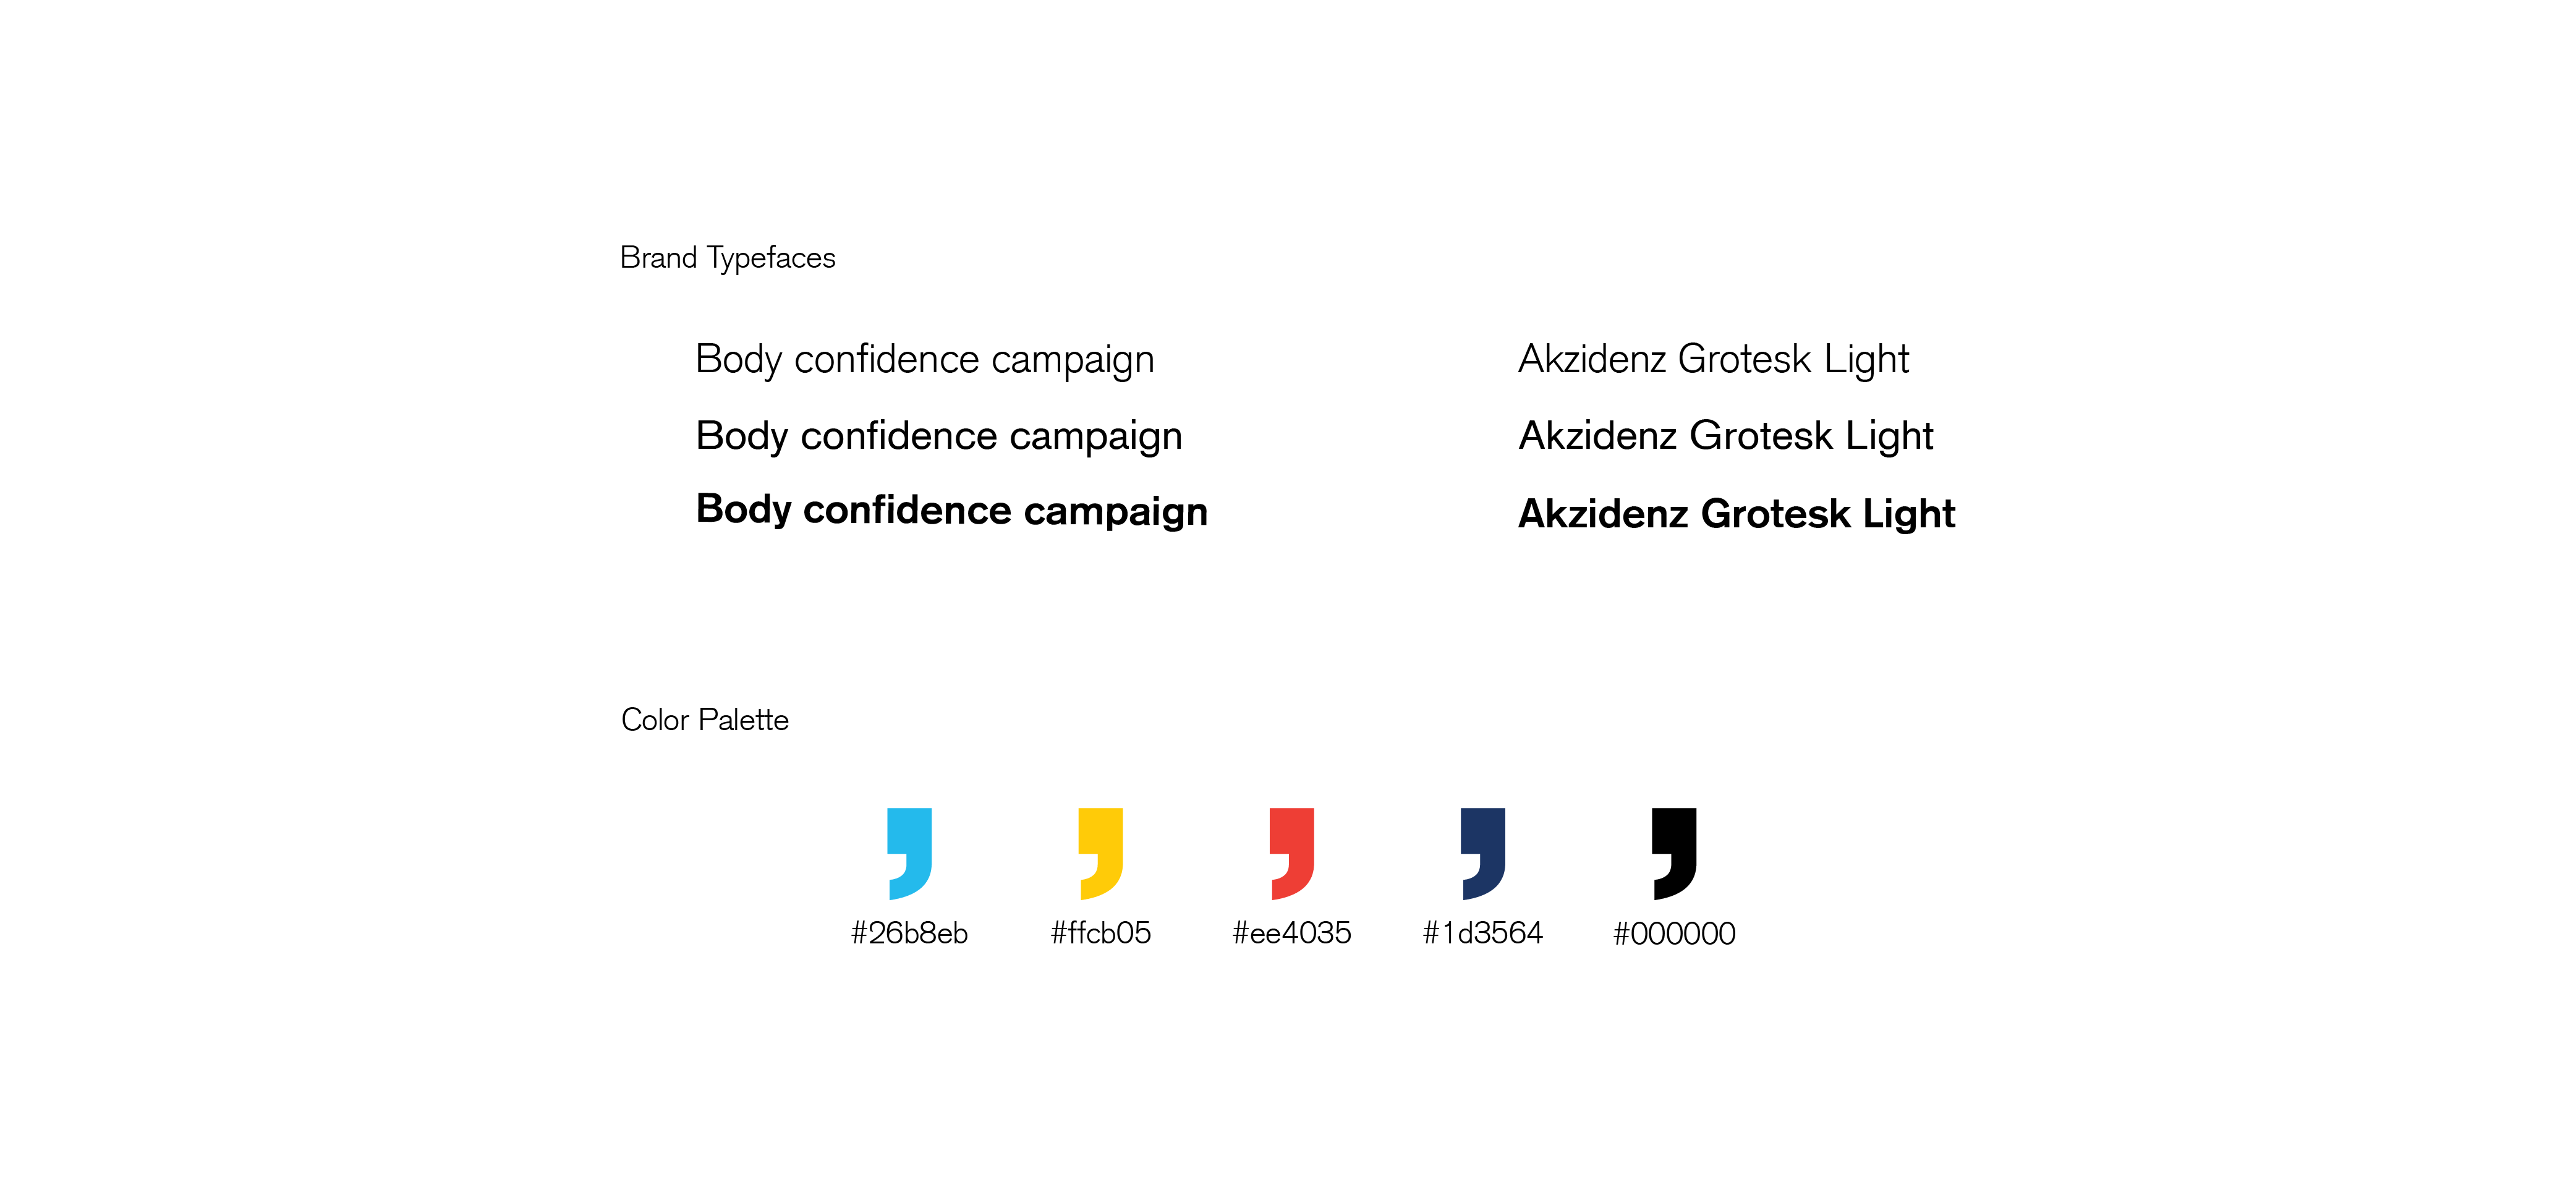 Brand Typefaces
Body confidence campaign
Akzidenz Grotesk Light
Body confidence campaign
Akzidenz Grotesk Light
Body confidence campaign
Akzidenz Grotesk Light
Color Palette
#26b8eb
#ffcb05
#ee4035
#1d3564
#000000